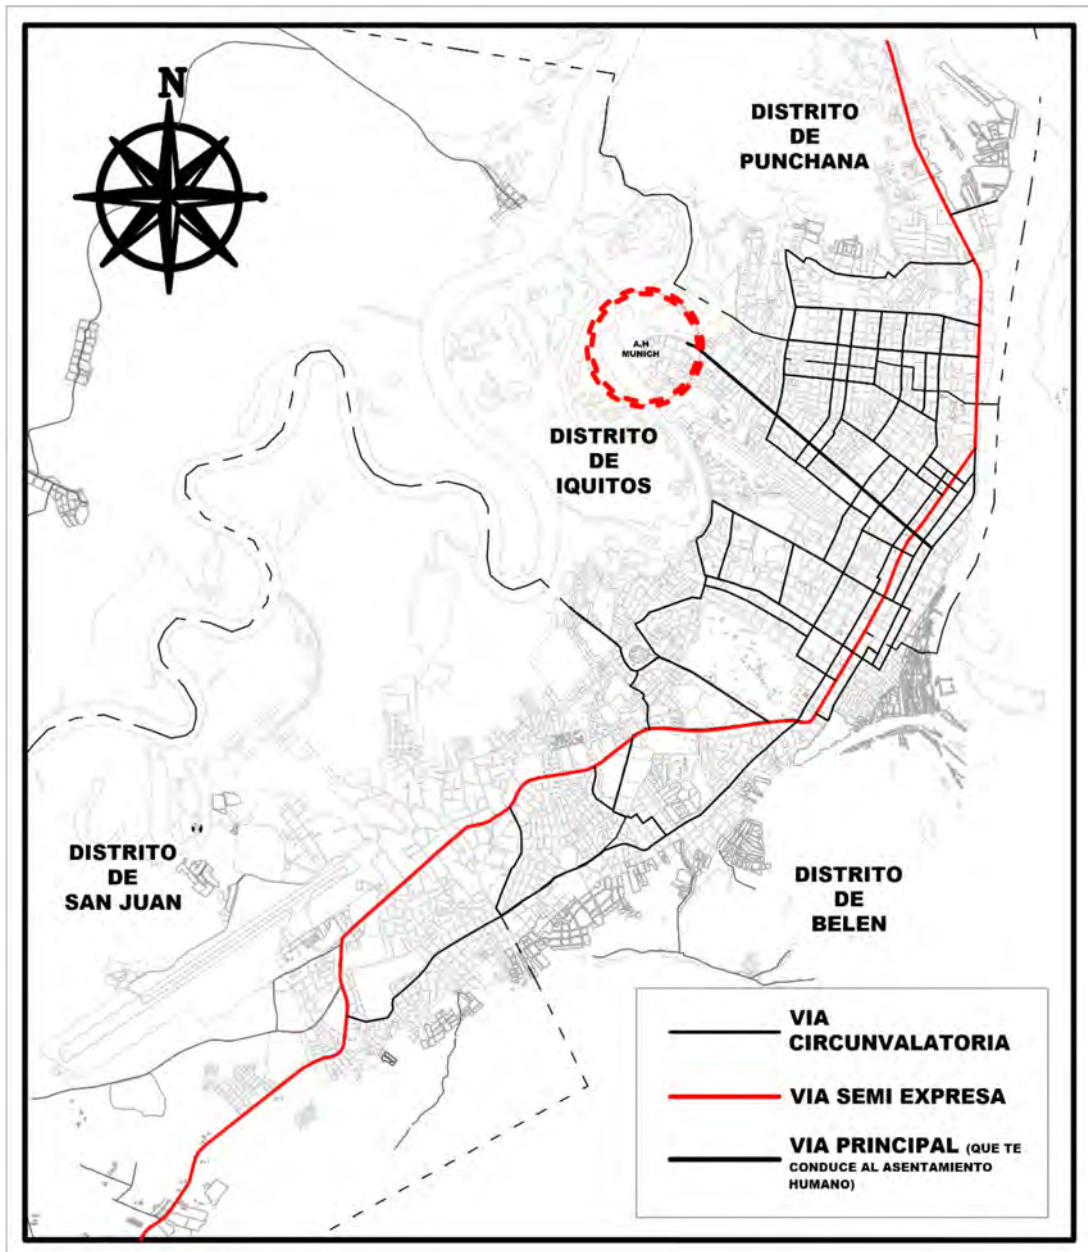 N
DISTRITO
DE
PUNCHANA
A.H
MUNICH
DISTRITO
DE
IQUITOS
DISTRITO
DE
SAN JUAN
DISTRITO
DE
BELEN
VIA
CIRCUNVALATORIA
VIA SEMI EXPRESA
VIA PRINCIPAL (QUE TE
CONDUCE AL ASENTAMIENTO
HUMANO)